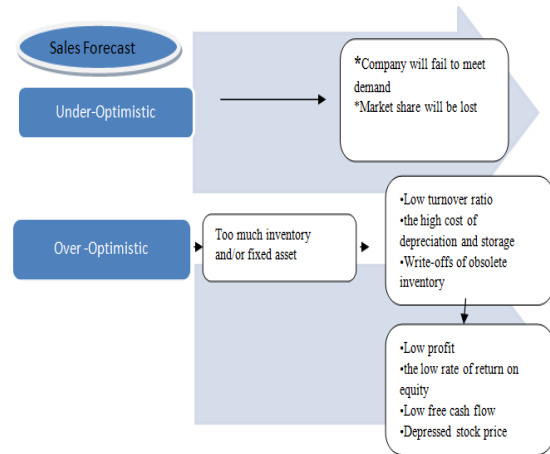 Sales Forecast
Under-Optimistic
*Company will fail to meet
demand
*Market share will be lost
Over -Optimistic
Too much inventory
and/or fixed asset
•Low turnover ratio
•the high cost of
depreciation and storage
•Write-offs of obsolete
inventory
•Low profit
•the low rate of return on
equity
•Low free cash flow
•Depressed stock price